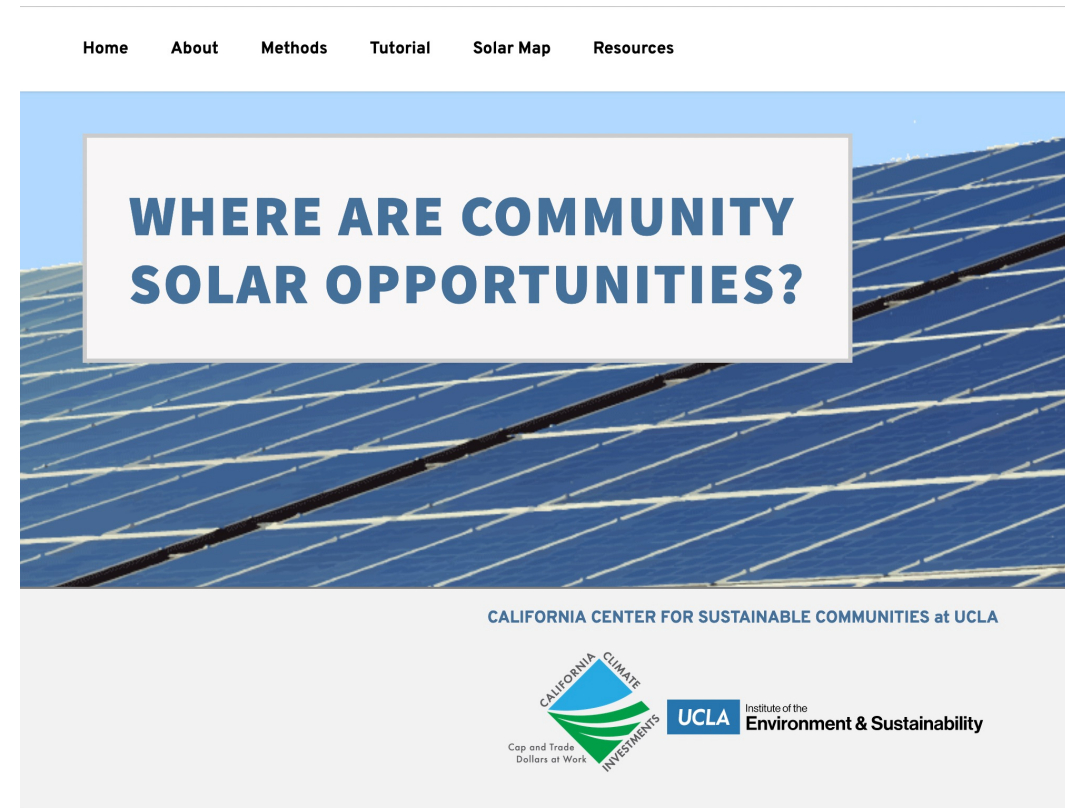 Home About Methods Tutorial Solar Map Resources
WHERE ARE COMMUNITY
SOLAR OPPORTUNITIES?
CALIFORNIA CENTER FOR SUSTAINABLE COMMUNITIES at UCLA
CALIFORNIA CLIMATE
INVESTMENTS
Cap and Trade
Dollars at Work
UCLA
Institute of the
Environment & Sustainability